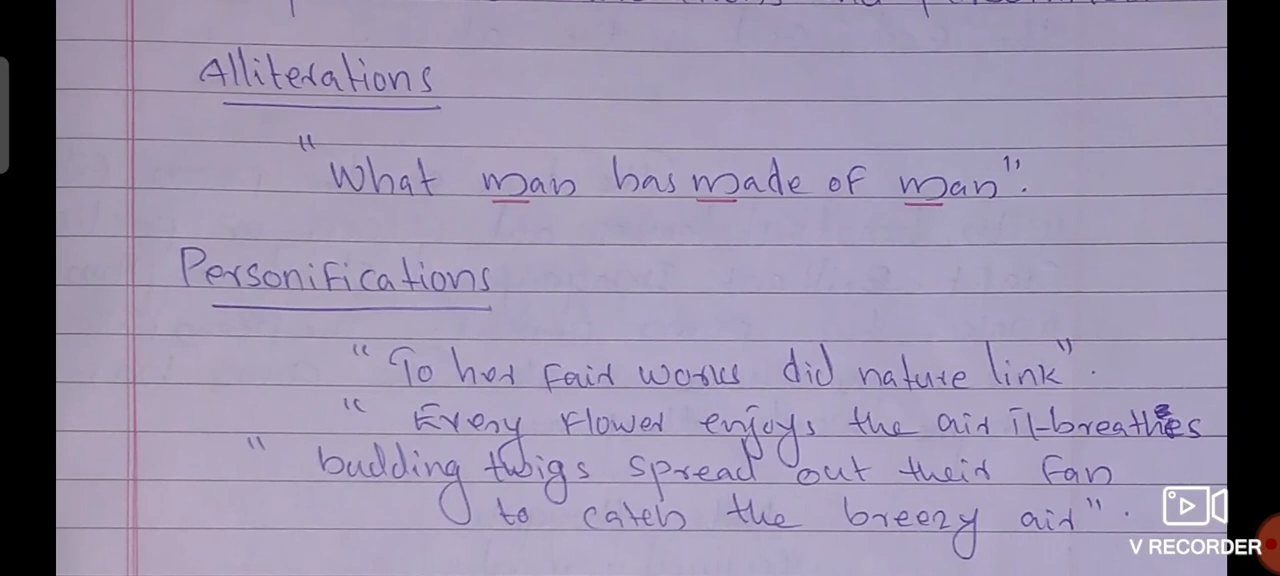 Alliterations
"What man has made of man".
Personifications
"To her fair works did nature link".
" Every flower enjoys the air it-breathes
" budding twigs spread out their fan
to catch the breezy air".
V RECORDER